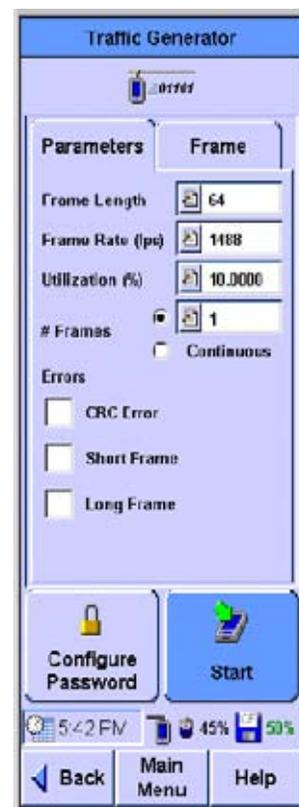 Traffic Generator
01101
Parameters
Frame
Frame Length
64
Frame Rate (fps)
1488
Utilization (%)
10.0000
# Frames
1
Continuous
Errors
CRC Error
Short Frame
Long Frame
Configure
Password
Start
5:42 PM
45%
50%
Back
Main
Menu
Help